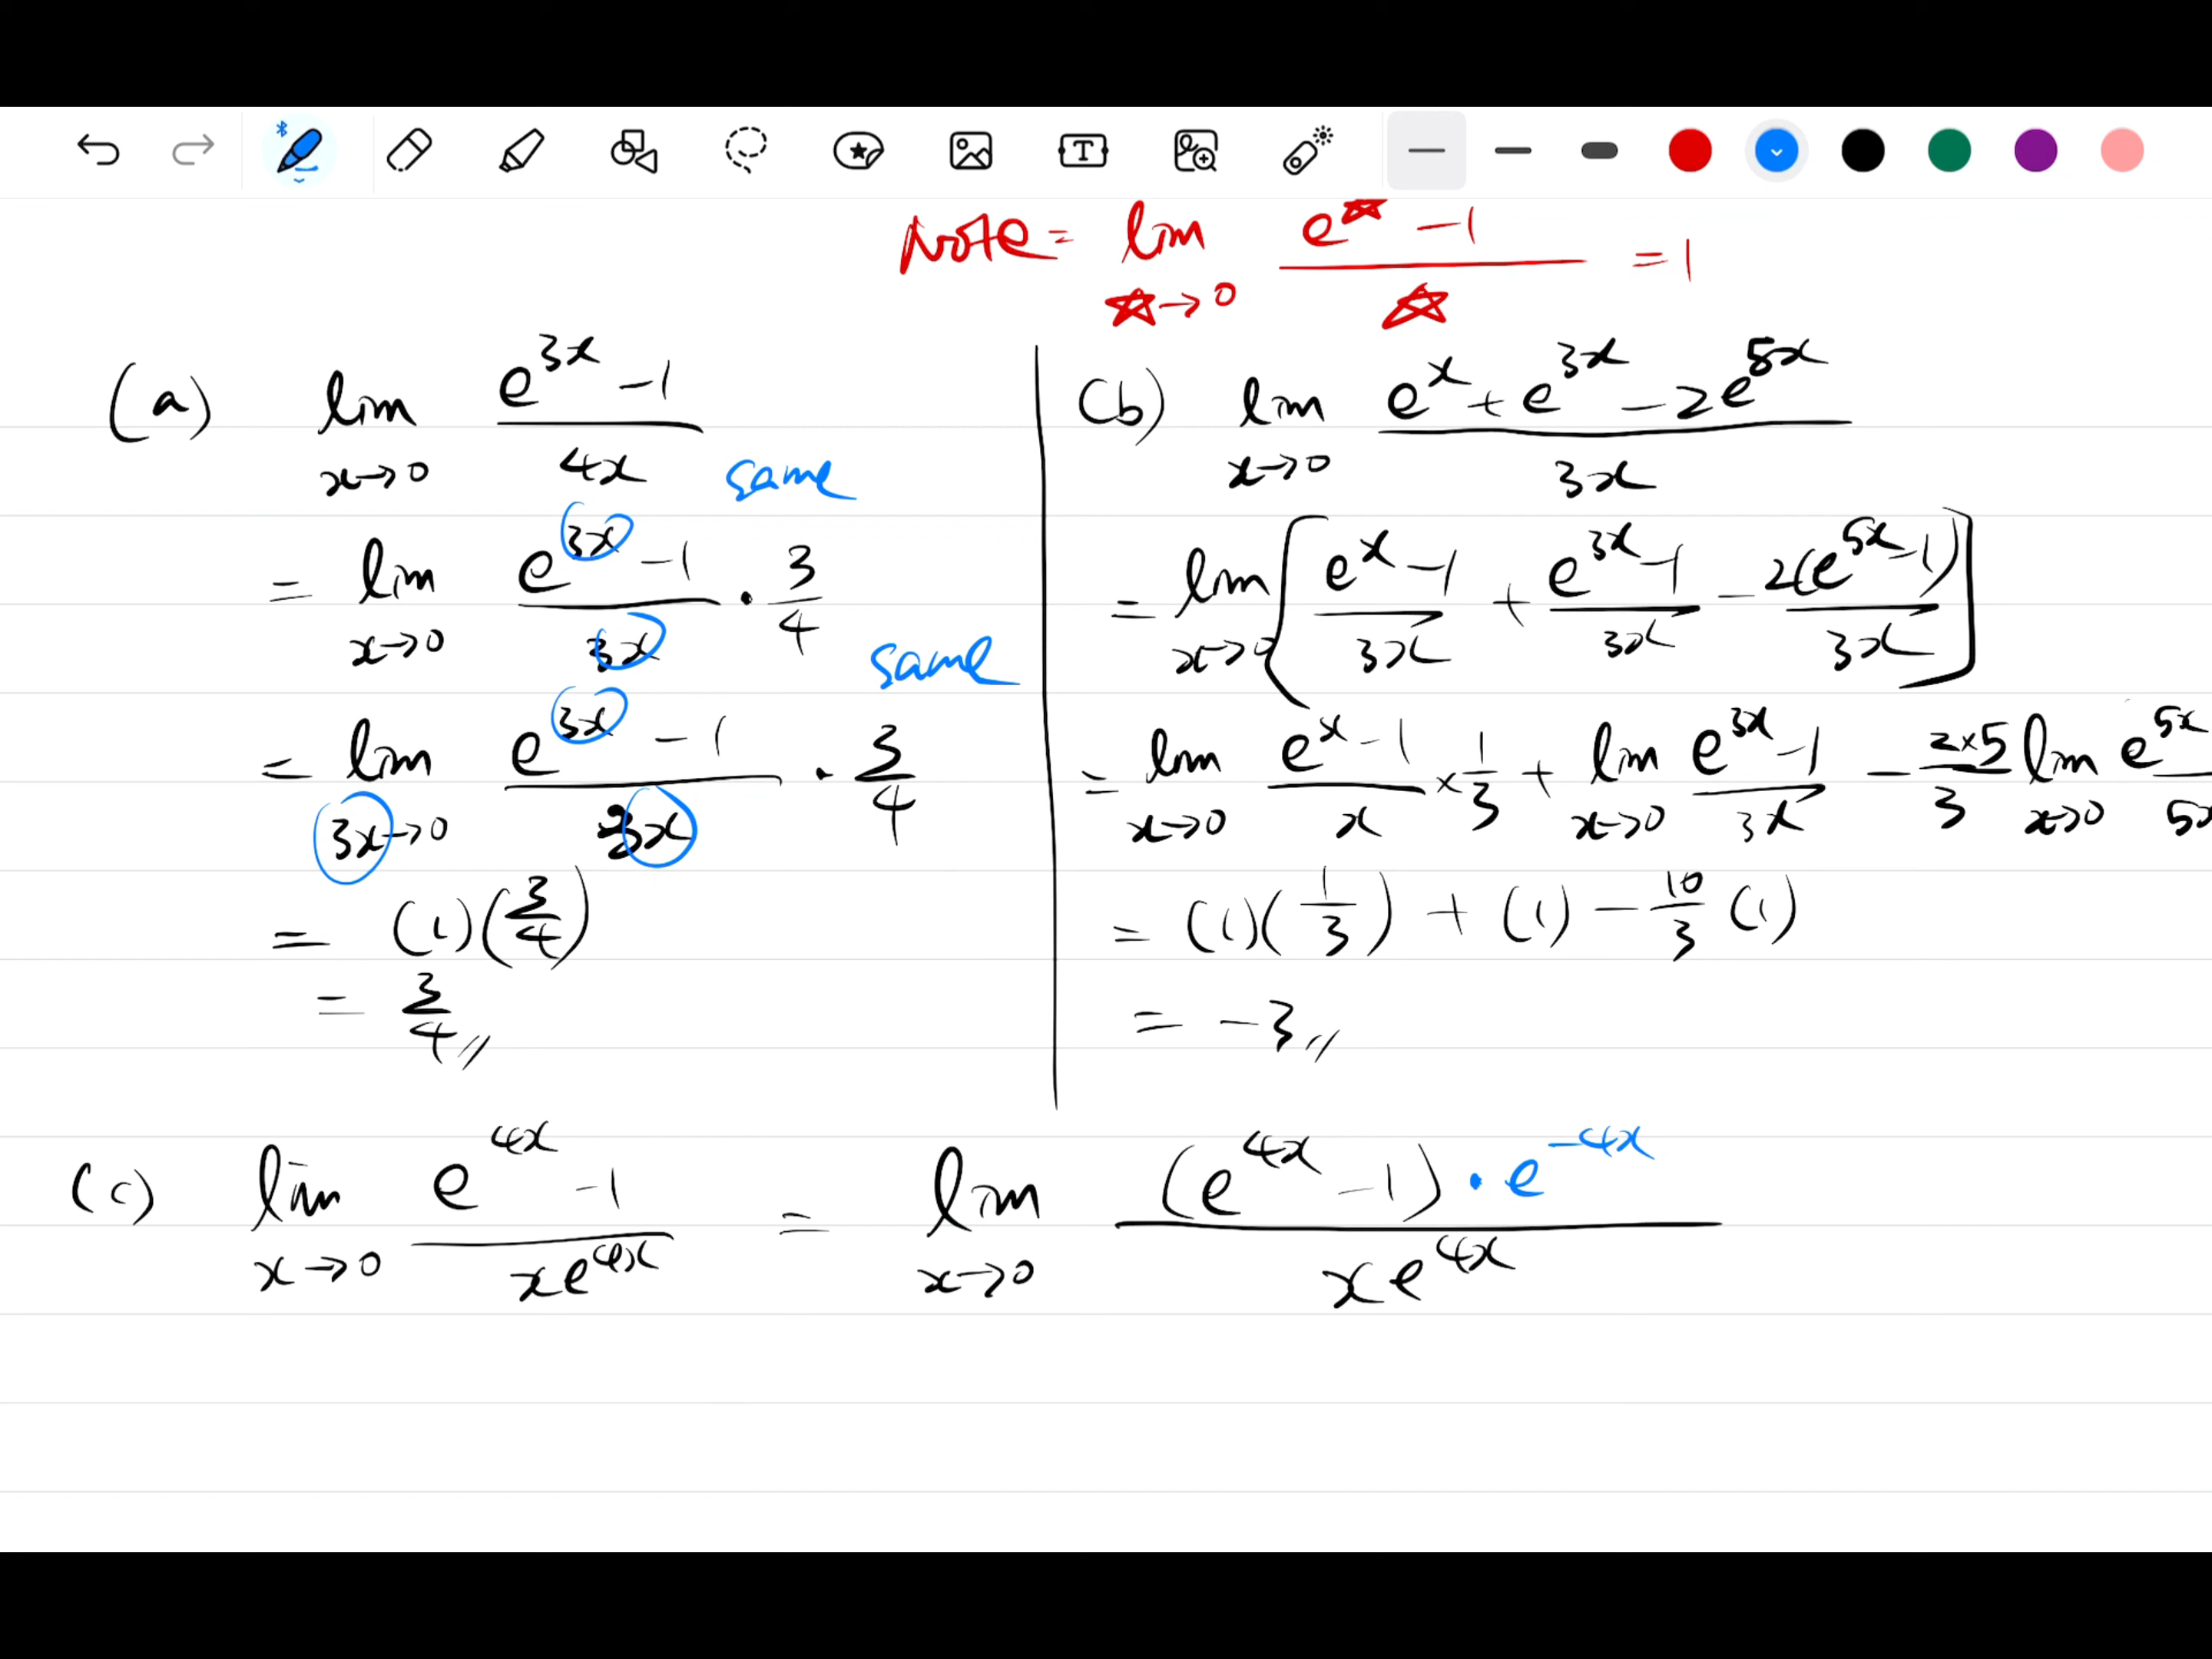 Note = lim ☆→0 (e^☆ − 1)/☆ = 1
(a) lim x→0 (e^{3x} − 1)/4x
same
= lim x→0 (e^{3x} − 1)/3x · 3/4
same
= lim 3x→0 (e^{3x} − 1)/3x · 3/4
= (1)(3/4)
= 3/4 //
(b) lim x→0 (e^x + e^{3x} − 2e^{5x})/3x
= lim x→0 [(e^x − 1)/3x + (e^{3x} − 1)/3x − 2(e^{5x} − 1)/3x]
= lim x→0 (e^x − 1)/x × 1/3 + lim x→0 (e^{3x} − 1)/3x − (2×5)/3 lim x→0 e^{5x}/5x
= (1)(1/3) + (1) − 10/3 (1)
= −3 //
(c) lim x→0 (e^{4x} − 1)/(xe^{4x}) = lim x→0 ((e^{4x} − 1) · e^{−4x})/(xe^{4x})